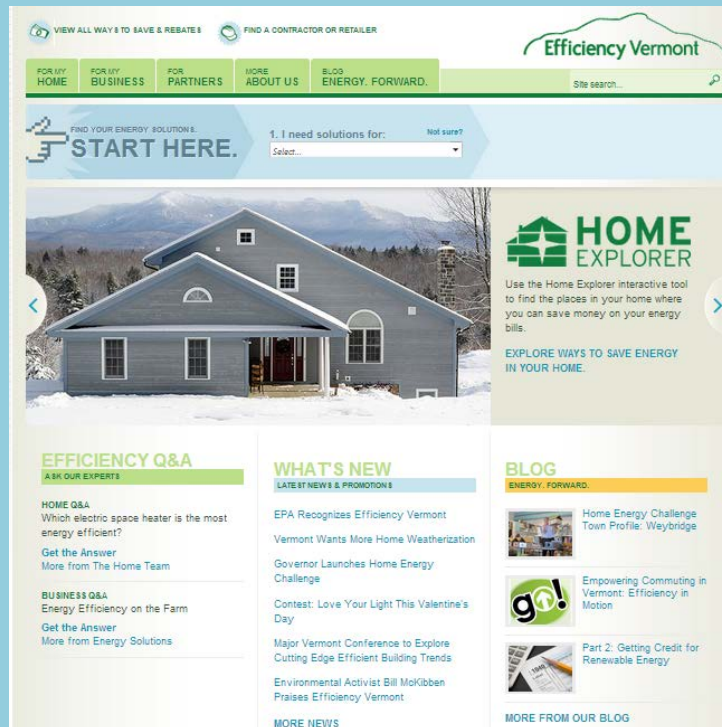 VIEW ALL WAYS TO SAVE & REBATES
FIND A CONTRACTOR OR RETAILER
Efficiency Vermont
FOR MY
HOME
FOR MY
BUSINESS
FOR
PARTNERS
MORE
ABOUT US
BLOG
ENERGY. FORWARD.
Site search...
FIND YOUR ENERGY SOLUTIONS.
START HERE.
1. I need solutions for:
Not sure?
Select...
HOME
EXPLORER
Use the Home Explorer interactive tool
to find the places in your home where
you can save money on your energy
bills.
EXPLORE WAYS TO SAVE ENERGY
IN YOUR HOME.
EFFICIENCY Q&A
ASK OUR EXPERTS
HOME Q&A
Which electric space heater is the most
energy efficient?
Get the Answer
More from The Home Team
BUSINESS Q&A
Energy Efficiency on the Farm
Get the Answer
More from Energy Solutions
WHAT'S NEW
LATEST NEWS & PROMOTIONS
EPA Recognizes Efficiency Vermont
Vermont Wants More Home Weatherization
Governor Launches Home Energy
Challenge
Contest: Love Your Light This Valentine's
Day
Major Vermont Conference to Explore
Cutting Edge Efficient Building Trends
Environmental Activist Bill McKibben
Praises Efficiency Vermont
MORE NEWS
BLOG
ENERGY. FORWARD.
Home Energy Challenge
Town Profile: Weybridge
go!
Empowering Commuting in
Vermont: Efficiency in
Motion
1040
Part 2: Getting Credit for
Renewable Energy
MORE FROM OUR BLOG